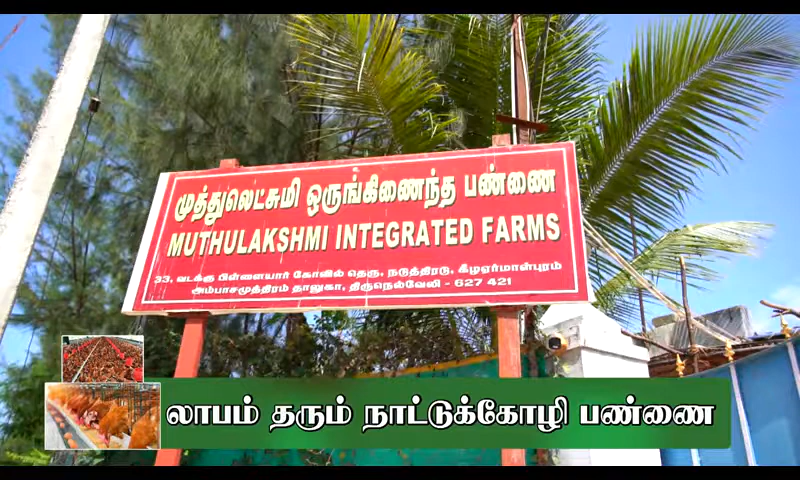 முத்துலெட்சுமி ஒருங்கிணைந்த பண்ணை
MUTHULAKSHMI INTEGRATED FARMS
33, வடக்கு பிள்ளையார் கோவில் தெரு, நடுத்திரடு, கீழஏர்மாள்புரம்
அம்பாசமுத்திரம் தாலுகா, திருநெல்வேலி - 627 421
லாபம் தரும் நாட்டுக்கோழி பண்ணை